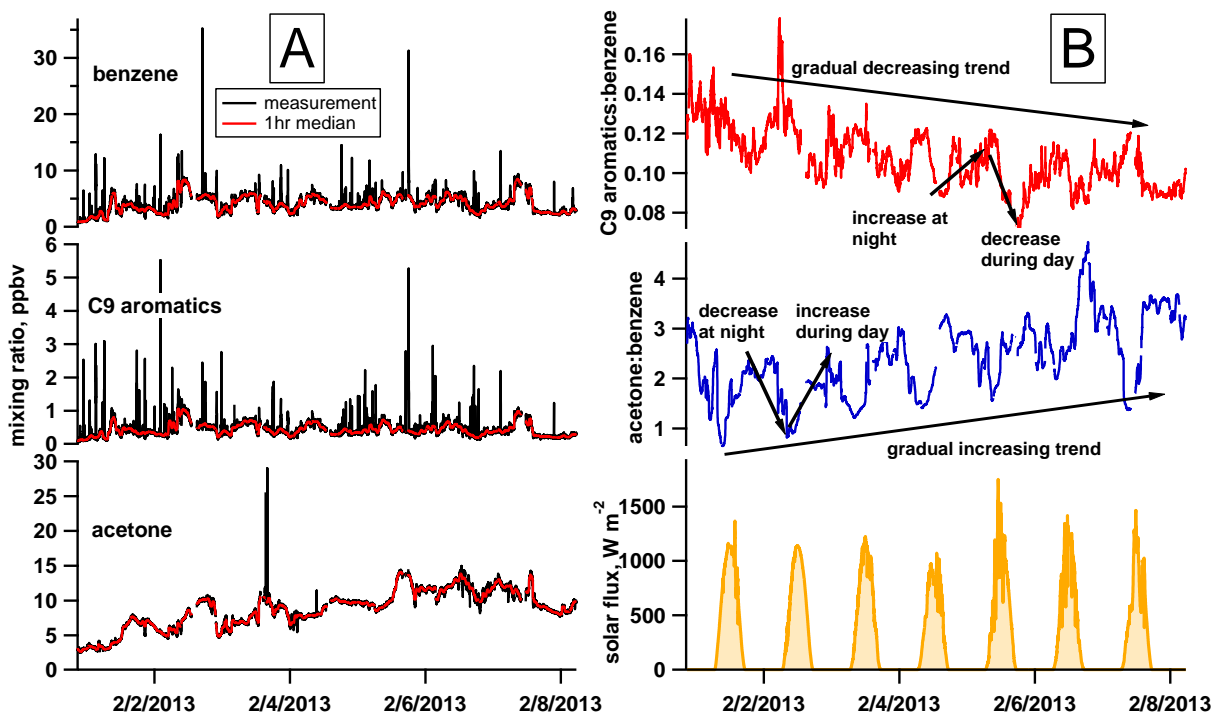 A
mixing ratio, ppbv
30
20
10
0
benzene
measurement
1hr median
6
5
4
3
2
1
0
C9 aromatics
30
25
20
15
10
5
0
acetone
2/2/2013
2/4/2013
2/6/2013
2/8/2013
B
C9 aromatics:benzene
0.16
0.14
0.12
0.10
0.08
gradual decreasing trend
increase at
night
decrease
during day
acetone:benzene
4
3
2
1
decrease
at night
increase
during day
gradual increasing trend
solar flux, W m-2
1500
1000
500
0
2/2/2013
2/4/2013
2/6/2013
2/8/2013